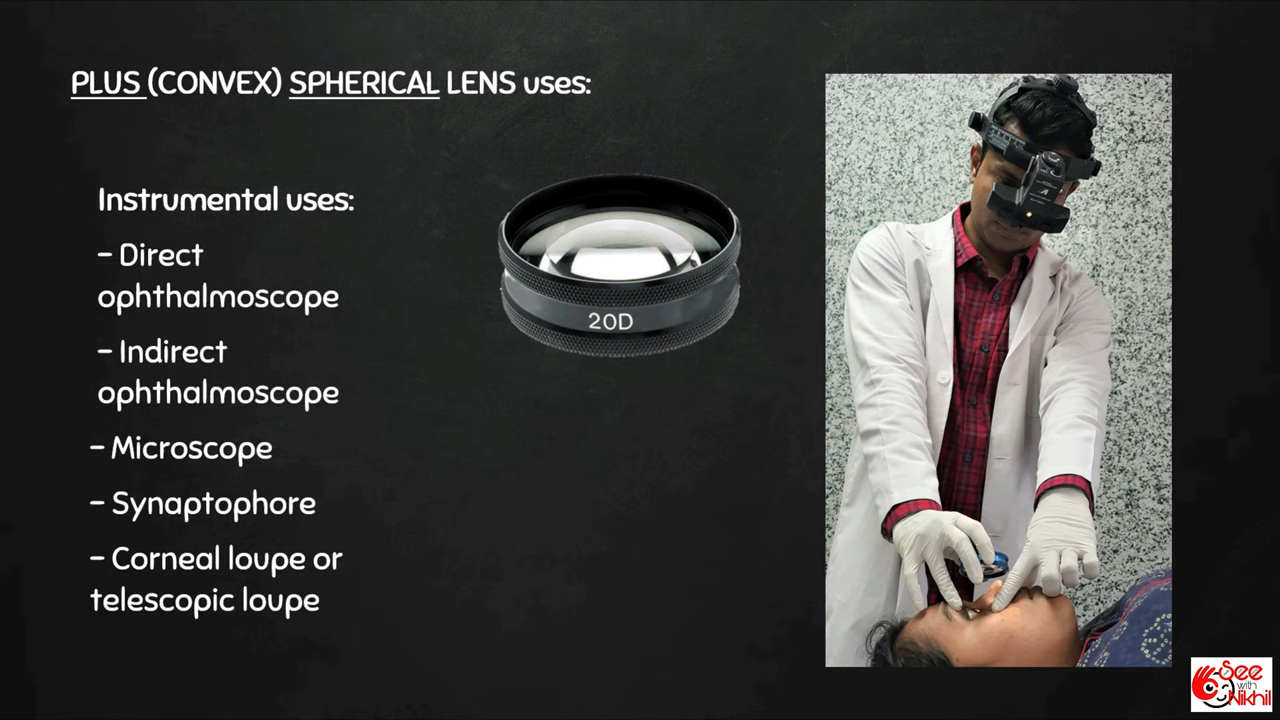 PLUS (CONVEX) SPHERICAL LENS uses:
Instrumental uses:
- Direct
ophthalmoscope
- Indirect
ophthalmoscope
- Microscope
- Synaptophore
- Corneal loupe or
telescopic loupe
20D
See
with
Nikhil